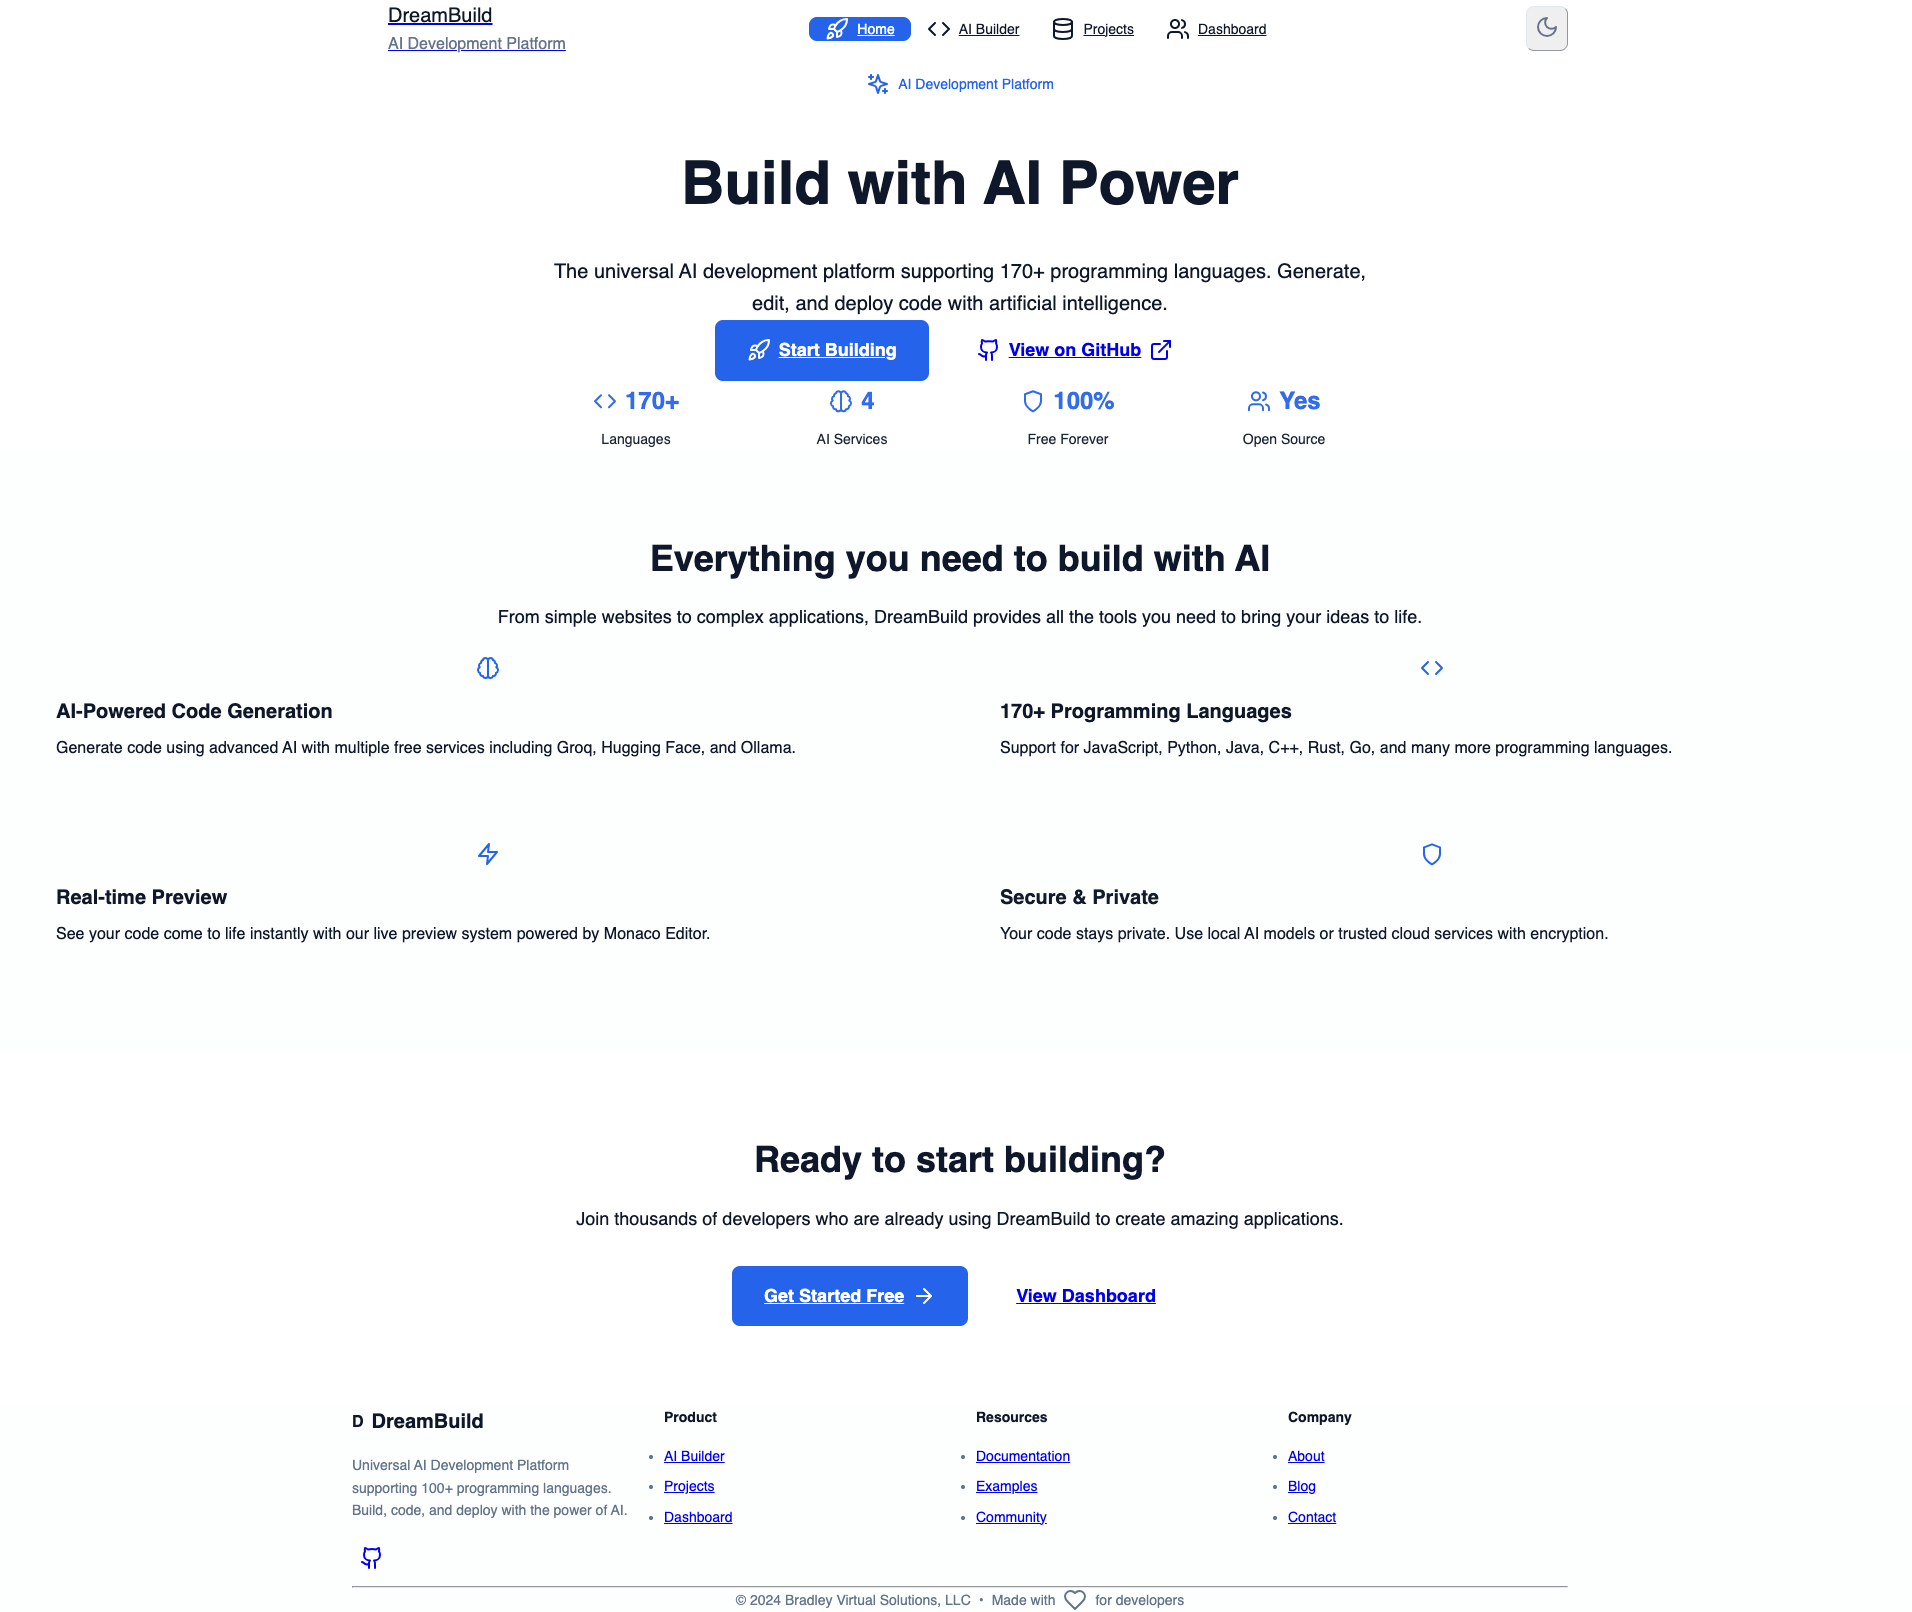 DreamBuild
AI Development Platform
Home
AI Builder
Projects
Dashboard
AI Development Platform
Build with AI Power
The universal AI development platform supporting 170+ programming languages. Generate,
edit, and deploy code with artificial intelligence.
Start Building
View on GitHub
170+
Languages
4
AI Services
100%
Free Forever
Yes
Open Source
Everything you need to build with AI
From simple websites to complex applications, DreamBuild provides all the tools you need to bring your ideas to life.
AI-Powered Code Generation
Generate code using advanced AI with multiple free services including Groq, Hugging Face, and Ollama.
170+ Programming Languages
Support for JavaScript, Python, Java, C++, Rust, Go, and many more programming languages.
Real-time Preview
See your code come to life instantly with our live preview system powered by Monaco Editor.
Secure & Private
Your code stays private. Use local AI models or trusted cloud services with encryption.
Ready to start building?
Join thousands of developers who are already using DreamBuild to create amazing applications.
Get Started Free
View Dashboard
D DreamBuild
Universal AI Development Platform
supporting 100+ programming languages.
Build, code, and deploy with the power of AI.
Product
• AI Builder
• Projects
• Dashboard
Resources
• Documentation
• Examples
• Community
Company
• About
• Blog
• Contact
© 2024 Bradley Virtual Solutions, LLC • Made with for developers